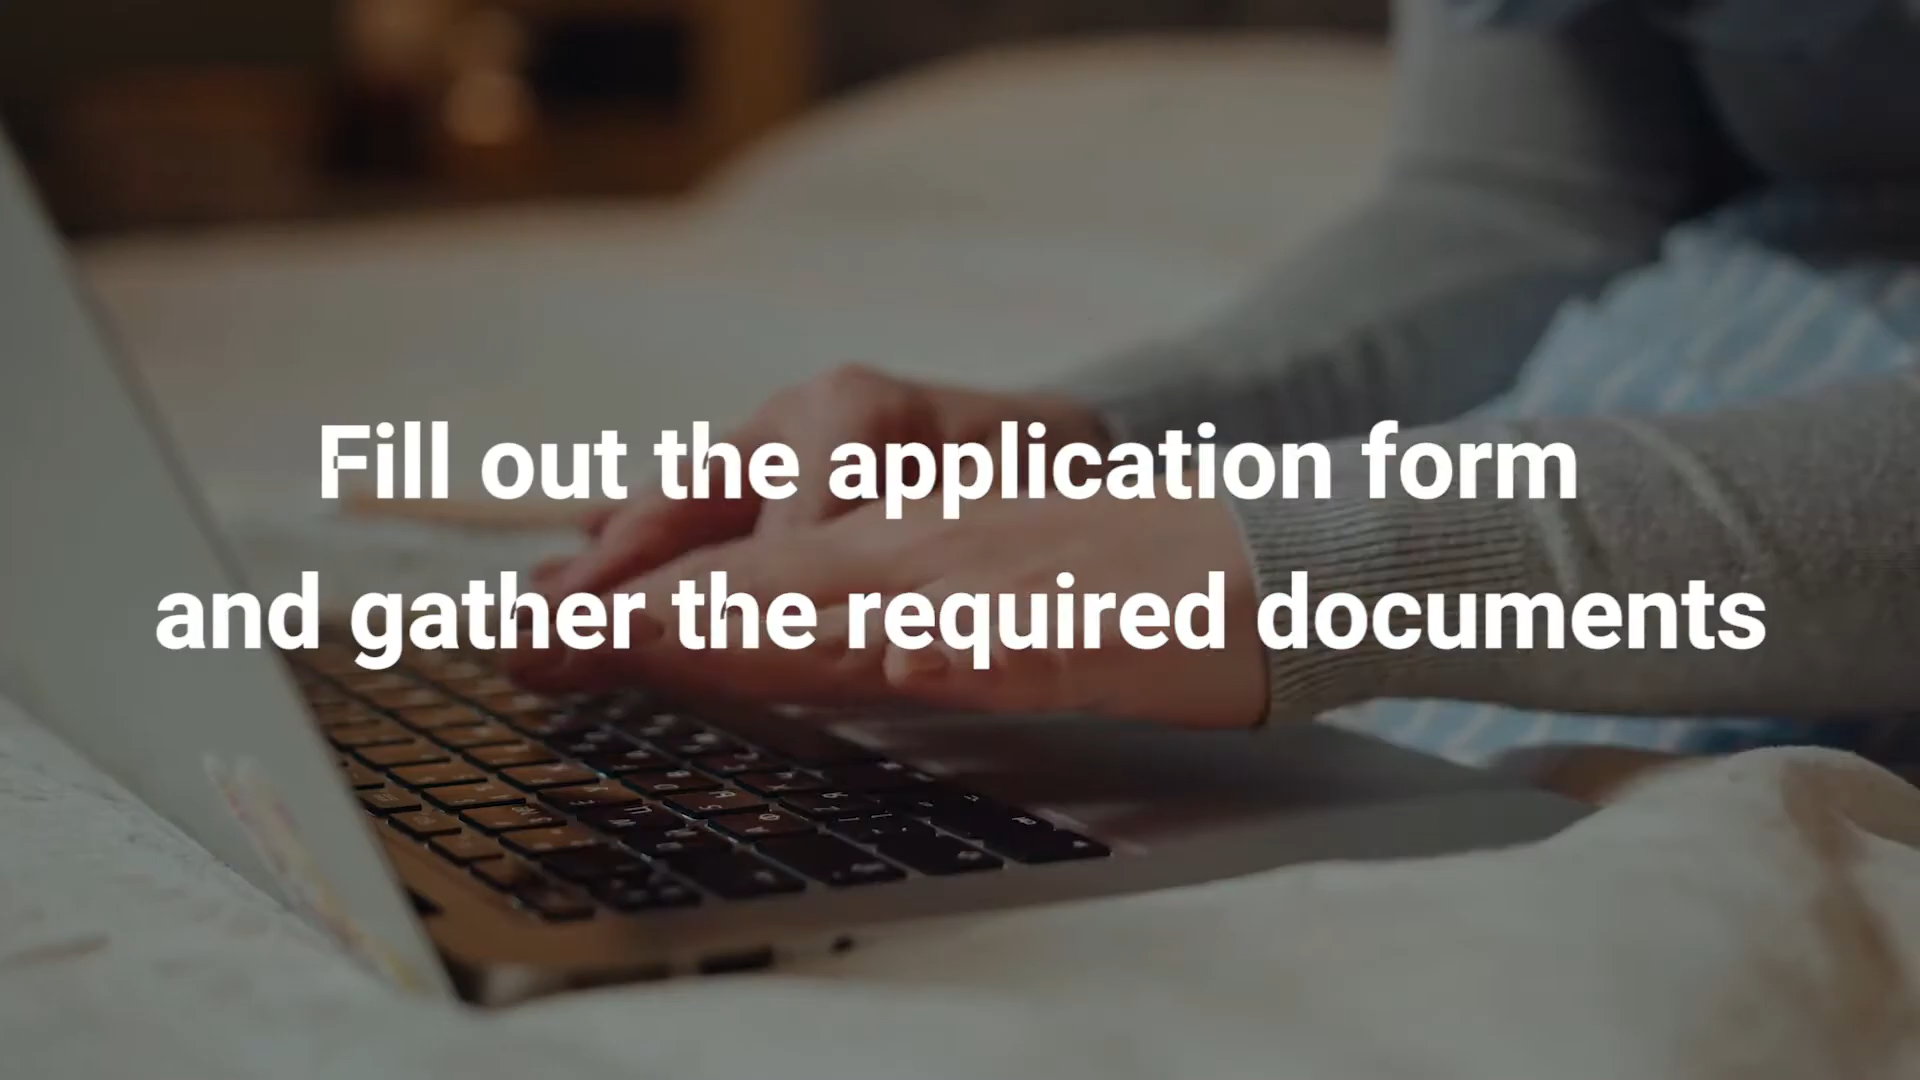 Fill out the application form
and gather the required documents